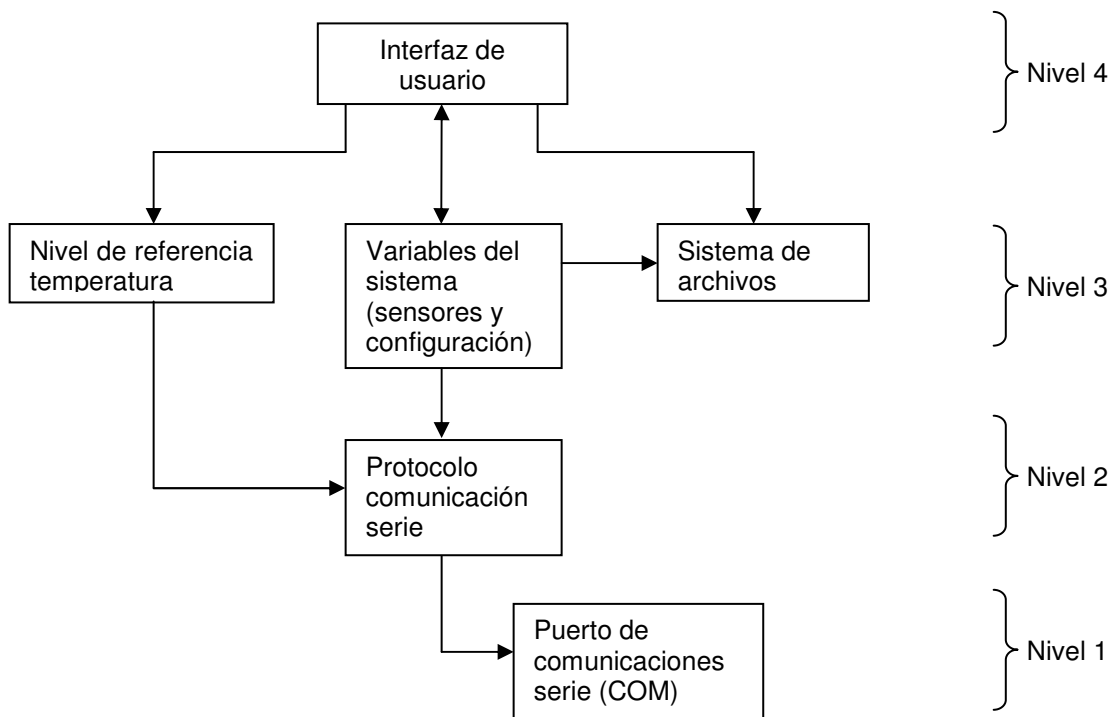 Interfaz de
usuario
Nivel 4
Nivel de referencia
temperatura
Variables del
sistema
(sensores y
configuración)
Sistema de
archivos
Nivel 3
Protocolo
comunicación
serie
Nivel 2
Puerto de
comunicaciones
serie (COM)
Nivel 1